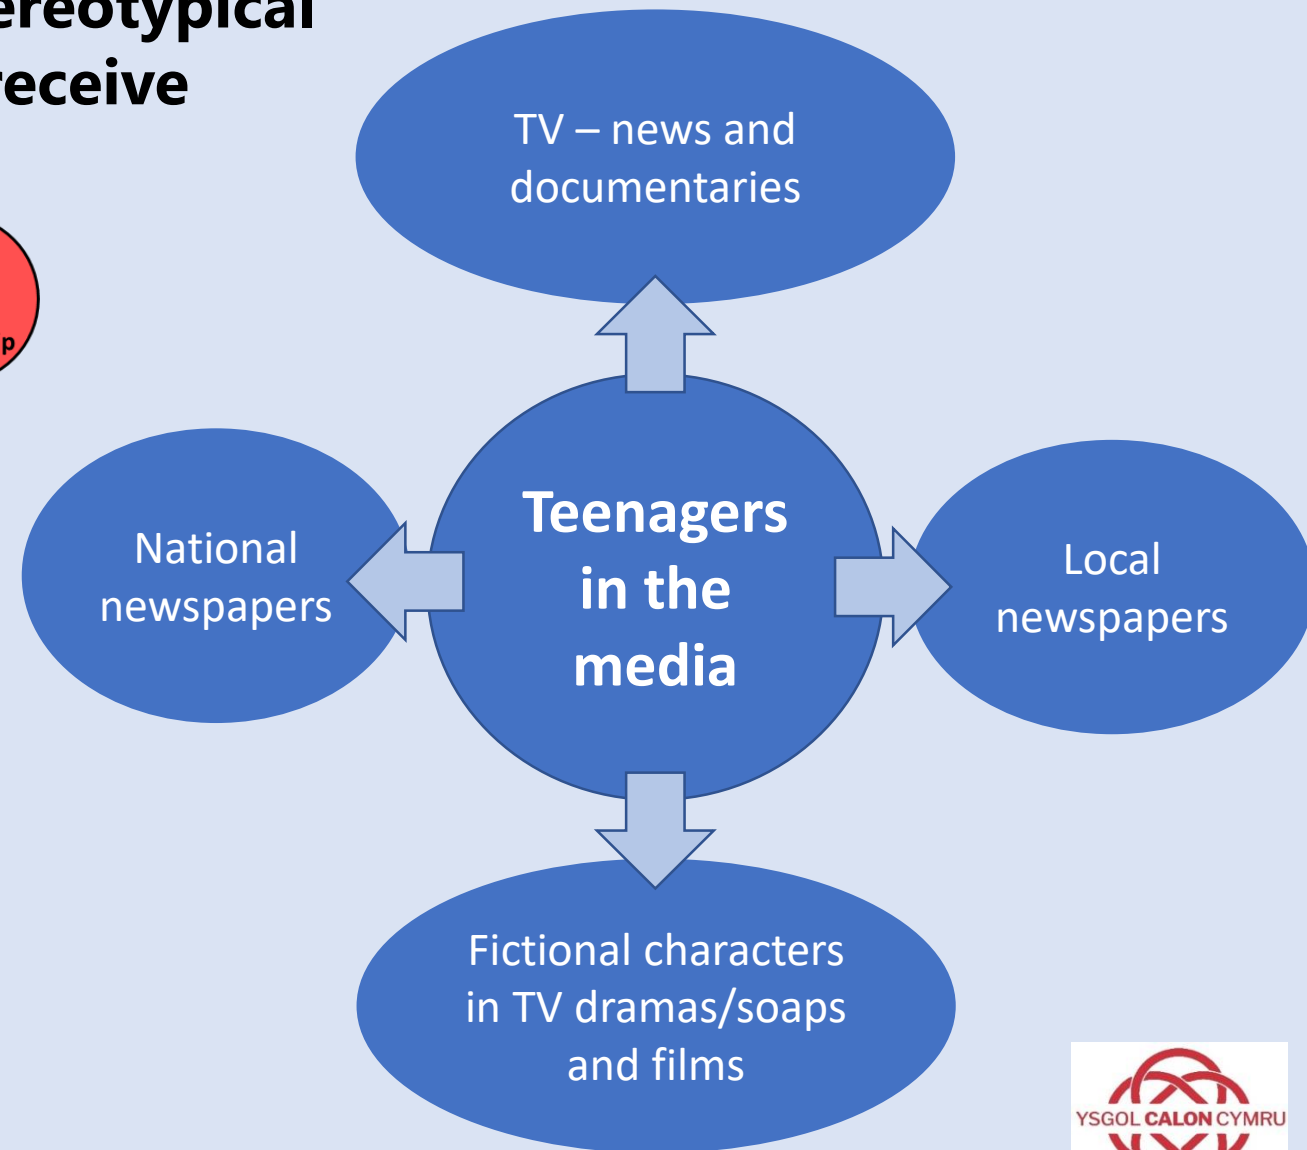 receive
TV – news and
documentaries
National
newspapers
Teenagers
in the
media
Local
newspapers
Fictional characters
in TV dramas/soaps
and films
YSGOL CALON CYMRU